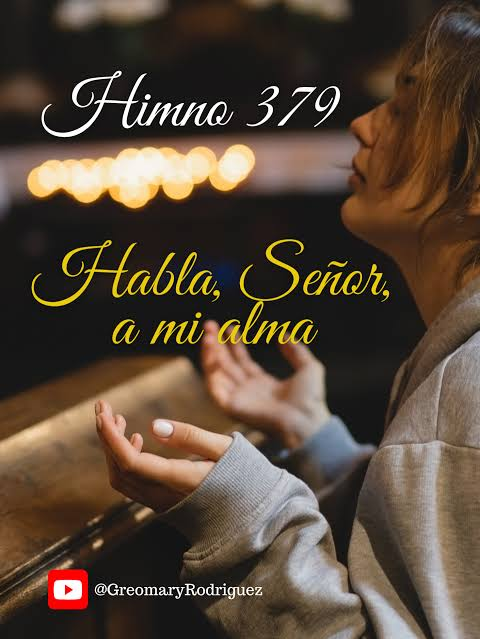 Himno 379
Habla, Señor,
a mi alma
@GreomaryRodriguez